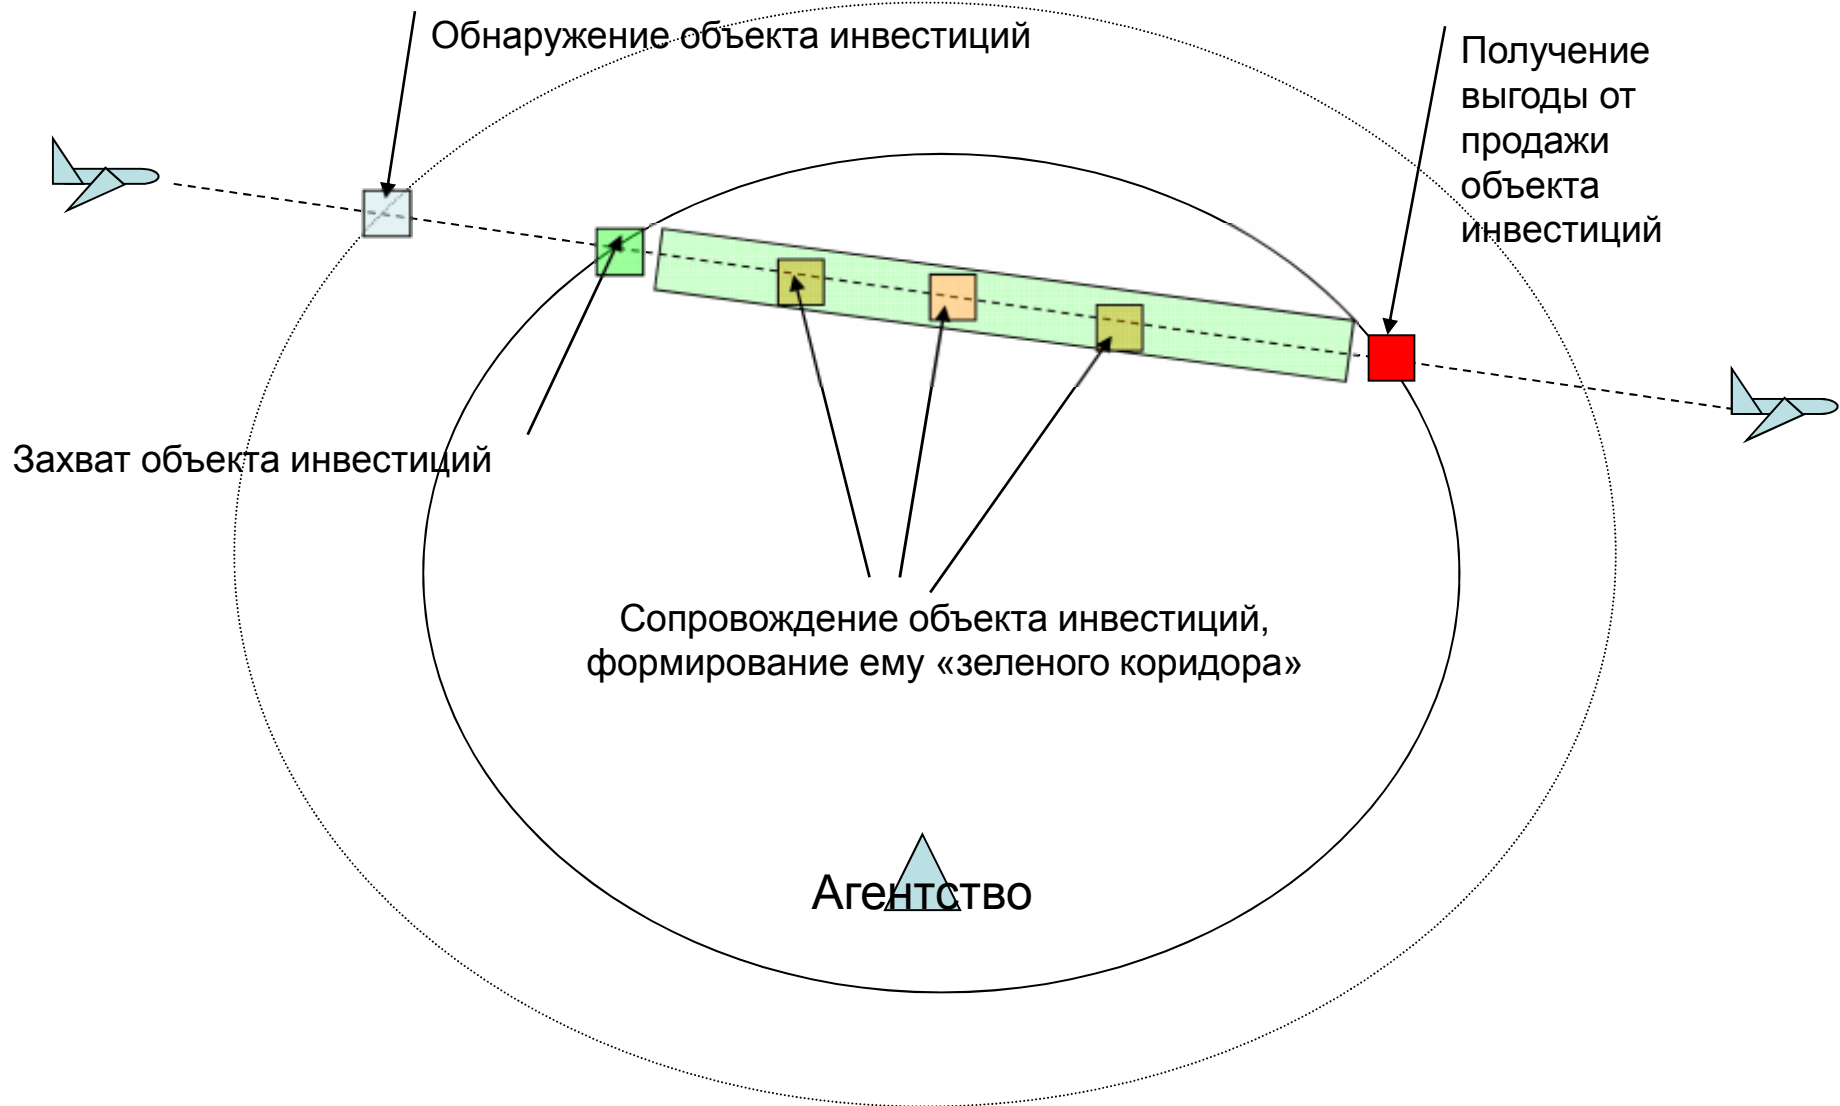 Обнаружение объекта инвестиций
Получение
выгоды от
продажи
объекта
инвестиций
Захват объекта инвестиций
Сопровождение объекта инвестиций,
формирование ему «зеленого коридора»
Агентство